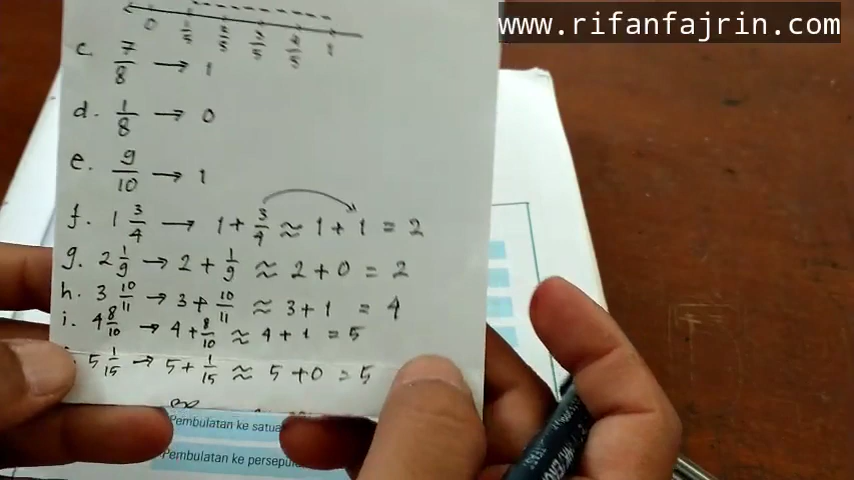 www.rifanfajrin.com
0 1/5 2/5 3/5 4/5 1
c. 7/8 → 1
d. 1/8 → 0
e. 9/10 → 1
f. 1 3/4 → 1 + 3/4 ≈ 1 + 1 = 2
g. 2 1/9 → 2 + 1/9 ≈ 2 + 0 = 2
h. 3 10/11 → 3 + 10/11 ≈ 3 + 1 = 4
i. 4 8/10 → 4 + 8/10 ≈ 4 + 1 = 5
5 1/15 → 5 + 1/15 ≈ 5 + 0 = 5
Pembulatan ke
Pembulatan ke